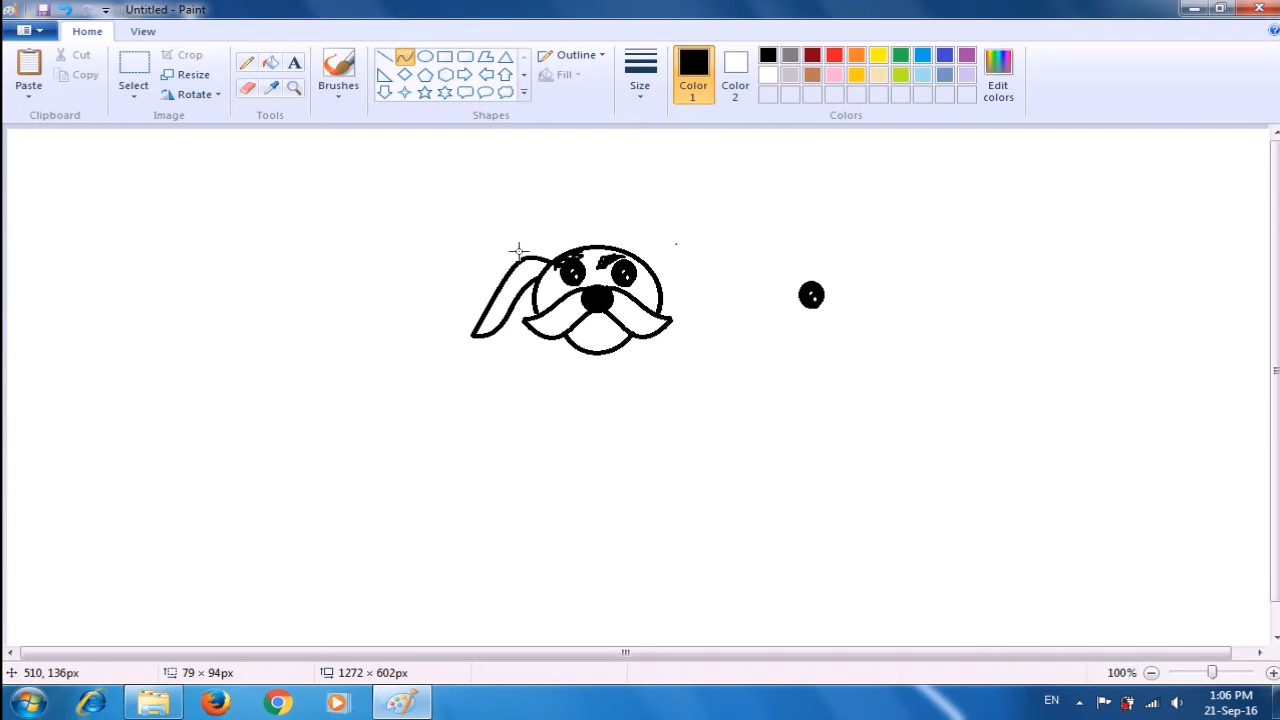 Untitled - Paint
Home
View
Paste
Cut
Copy
Clipboard
Select
Crop
Resize
Rotate
Image
A
Tools
Brushes
Outline
Fill
Shapes
Size
Color
1
Color
2
Edit
colors
Colors
510, 136px
79 × 94px
1272 × 602px
100%
EN
1:06 PM
21-Sep-16